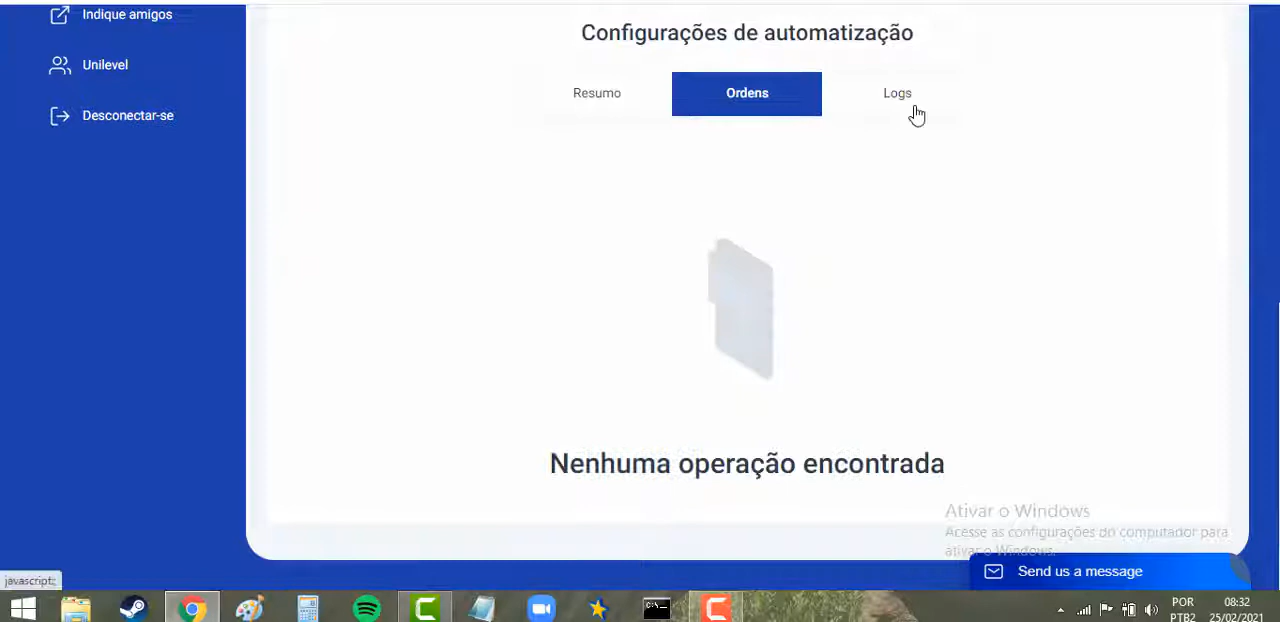 Indique amigos
Unilevel
Desconectar-se
Configurações de automatização
Resumo
Ordens
Logs
Nenhuma operação encontrada
Ativar o Windows
Acesse as configurações do computador para
ativar o Windows.
Send us a message
javascript:
C:\
POR
PTB2
08:32
25/02/2021